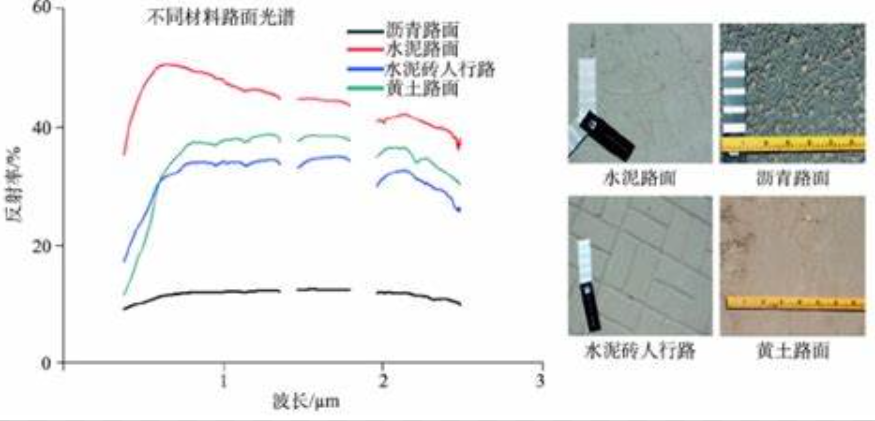 不同材料路面光谱
沥青路面
水泥路面
水泥砖人行路
黄土路面
60
40
20
0
反射率/%
1
2
3
波长/μm
水泥路面
沥青路面
水泥砖人行路
黄土路面